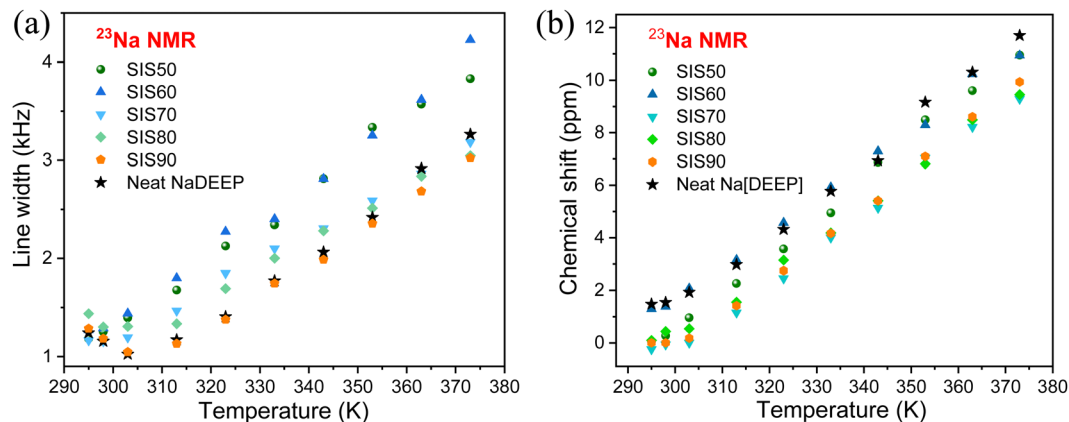 (a)
²³Na NMR
SIS50
SIS60
SIS70
SIS80
SIS90
Neat NaDEEP
Line width (kHz)
4
3
2
1
290 300 310 320 330 340 350 360 370 380
Temperature (K)
(b)
²³Na NMR
SIS50
SIS60
SIS70
SIS80
SIS90
Neat Na[DEEP]
Chemical shift (ppm)
12
10
8
6
4
2
0
290 300 310 320 330 340 350 360 370 380
Temperature (K)